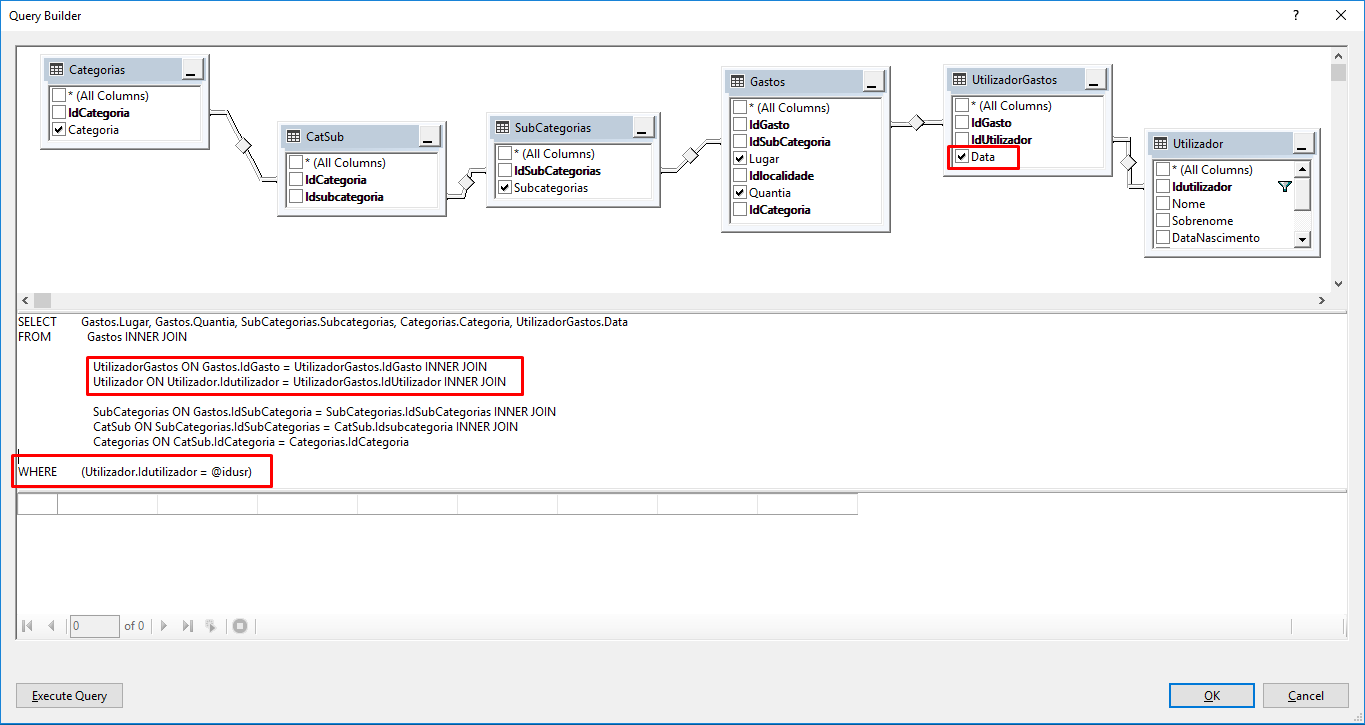 Query Builder
?
Categorias
* (All Columns)
IdCategoria
Categoria
CatSub
* (All Columns)
IdCategoria
Idsubcategoria
SubCategorias
* (All Columns)
IdSubCategorias
Subcategorias
Gastos
* (All Columns)
IdGasto
IdSubCategoria
Lugar
Idlocalidade
Quantia
IdCategoria
UtilizadorGastos
* (All Columns)
IdGasto
IdUtilizador
Data
Utilizador
* (All Columns)
Idutilizador
Nome
Sobrenome
DataNascimento
SELECT Gastos.Lugar, Gastos.Quantia, SubCategorias.Subcategorias, Categorias.Categoria, UtilizadorGastos.Data
FROM Gastos INNER JOIN
UtilizadorGastos ON Gastos.IdGasto = UtilizadorGastos.IdGasto INNER JOIN
Utilizador ON Utilizador.Idutilizador = UtilizadorGastos.IdUtilizador INNER JOIN
SubCategorias ON Gastos.IdSubCategoria = SubCategorias.IdSubCategorias INNER JOIN
CatSub ON SubCategorias.IdSubCategorias = CatSub.Idsubcategoria INNER JOIN
Categorias ON CatSub.IdCategoria = Categorias.IdCategoria
WHERE (Utilizador.Idutilizador = @idusr)
0 of 0
Execute Query
OK
Cancel